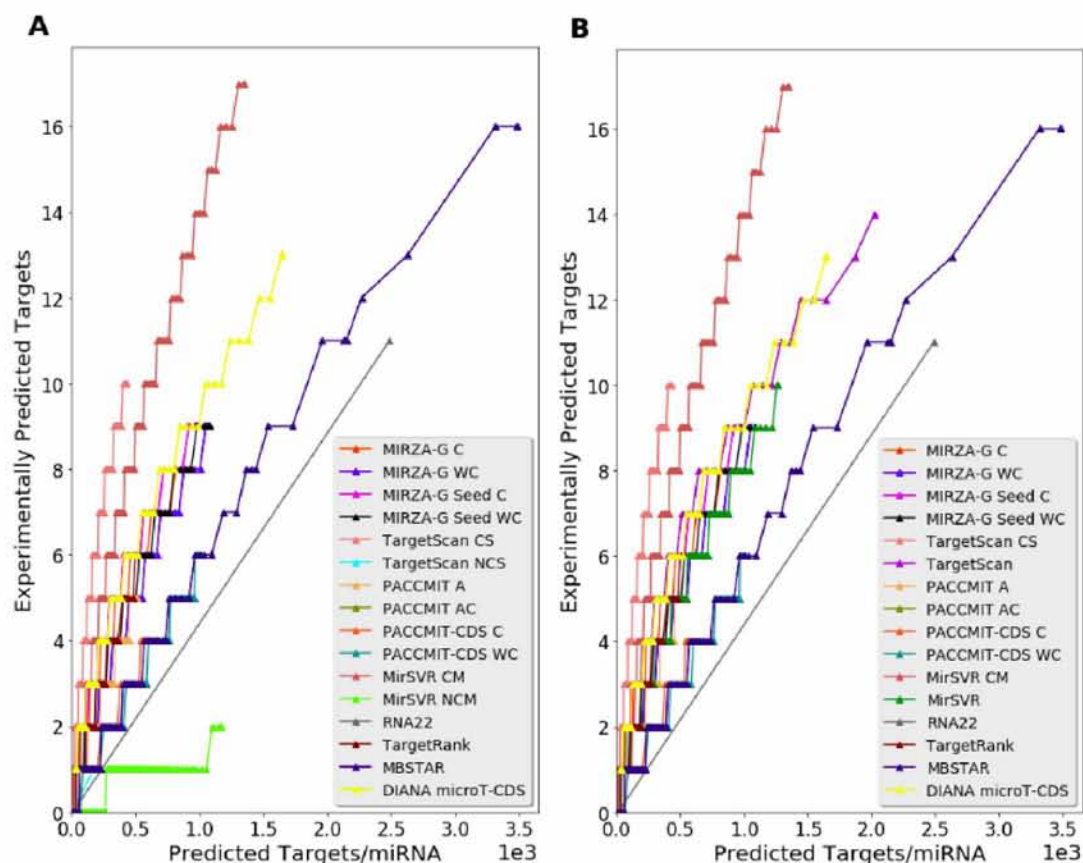 A
Experimentally Predicted Targets
16
14
12
10
8
6
4
2
0
0.0
0.5
1.0
1.5
2.0
2.5
3.0
3.5
1e3
Predicted Targets/miRNA
MIRZA-G C
MIRZA-G WC
MIRZA-G Seed C
MIRZA-G Seed WC
TargetScan CS
TargetScan NCS
PACCMIT A
PACCMIT AC
PACCMIT-CDS C
PACCMIT-CDS WC
MirSVR CM
MirSVR NCM
RNA22
TargetRank
MBSTAR
DIANA microT-CDS
B
Experimentally Predicted Targets
16
14
12
10
8
6
4
2
0
0.0
0.5
1.0
1.5
2.0
2.5
3.0
3.5
1e3
Predicted Targets/miRNA
MIRZA-G C
MIRZA-G WC
MIRZA-G Seed C
MIRZA-G Seed WC
TargetScan CS
TargetScan
PACCMIT A
PACCMIT AC
PACCMIT-CDS C
PACCMIT-CDS WC
MirSVR CM
MirSVR
RNA22
TargetRank
MBSTAR
DIANA microT-CDS